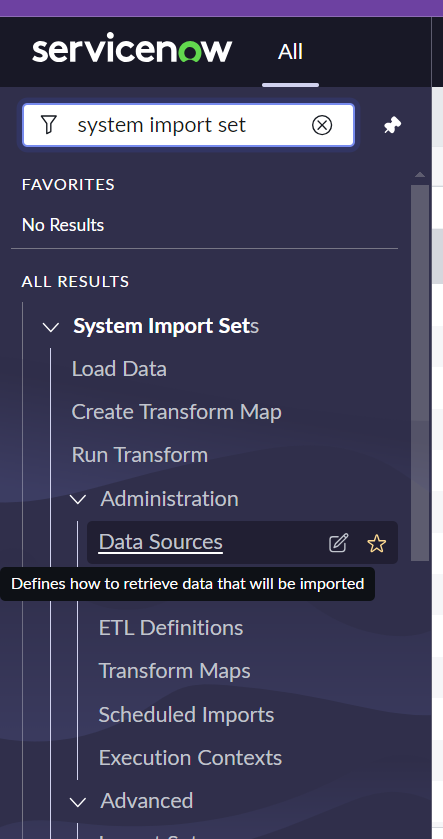 servicenow
All
system import set
FAVORITES
No Results
ALL RESULTS
System Import Sets
Load Data
Create Transform Map
Run Transform
Administration
Data Sources
Defines how to retrieve data that will be imported
ETL Definitions
Transform Maps
Scheduled Imports
Execution Contexts
Advanced